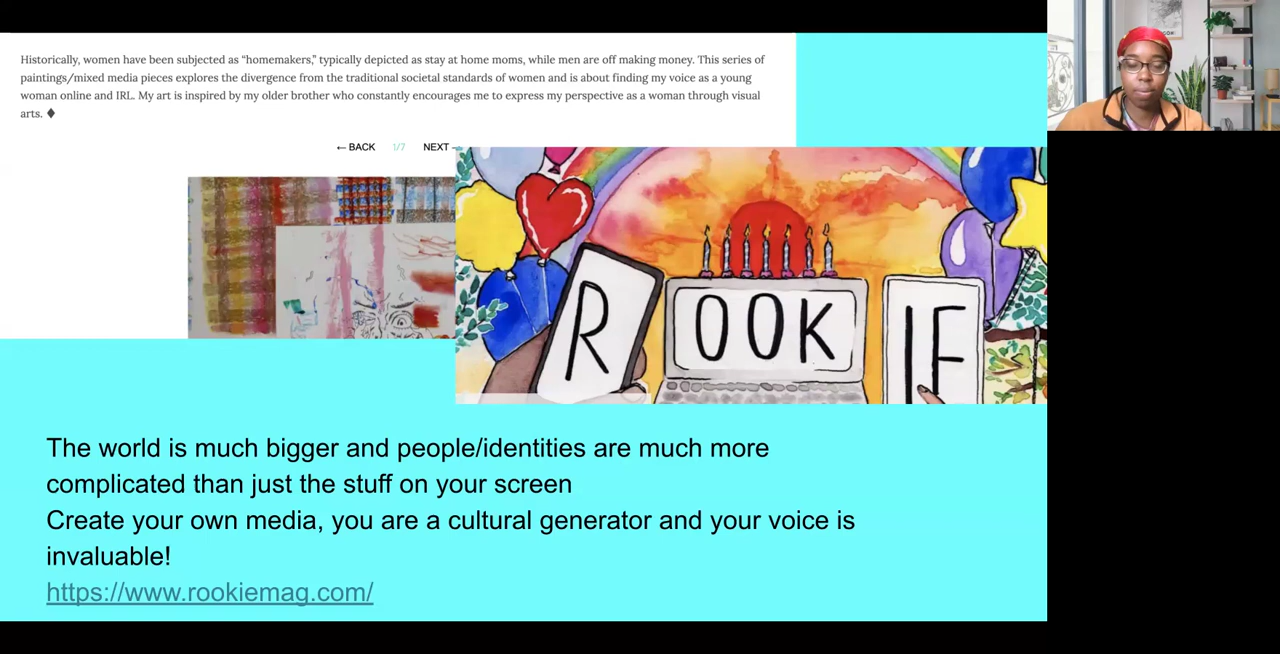 Historically, women have been subjected as “homemakers,” typically depicted as stay at home moms, while men are off making money. This series of
paintings/mixed media pieces explores the divergence from the traditional societal standards of women and is about finding my voice as a young
woman online and IRL. My art is inspired by my older brother who constantly encourages me to express my perspective as a woman through visual
arts. ♦
← BACK 1/7 NEXT
R OOK IE
The world is much bigger and people/identities are much more
complicated than just the stuff on your screen
Create your own media, you are a cultural generator and your voice is
invaluable!
https://www.rookiemag.com/